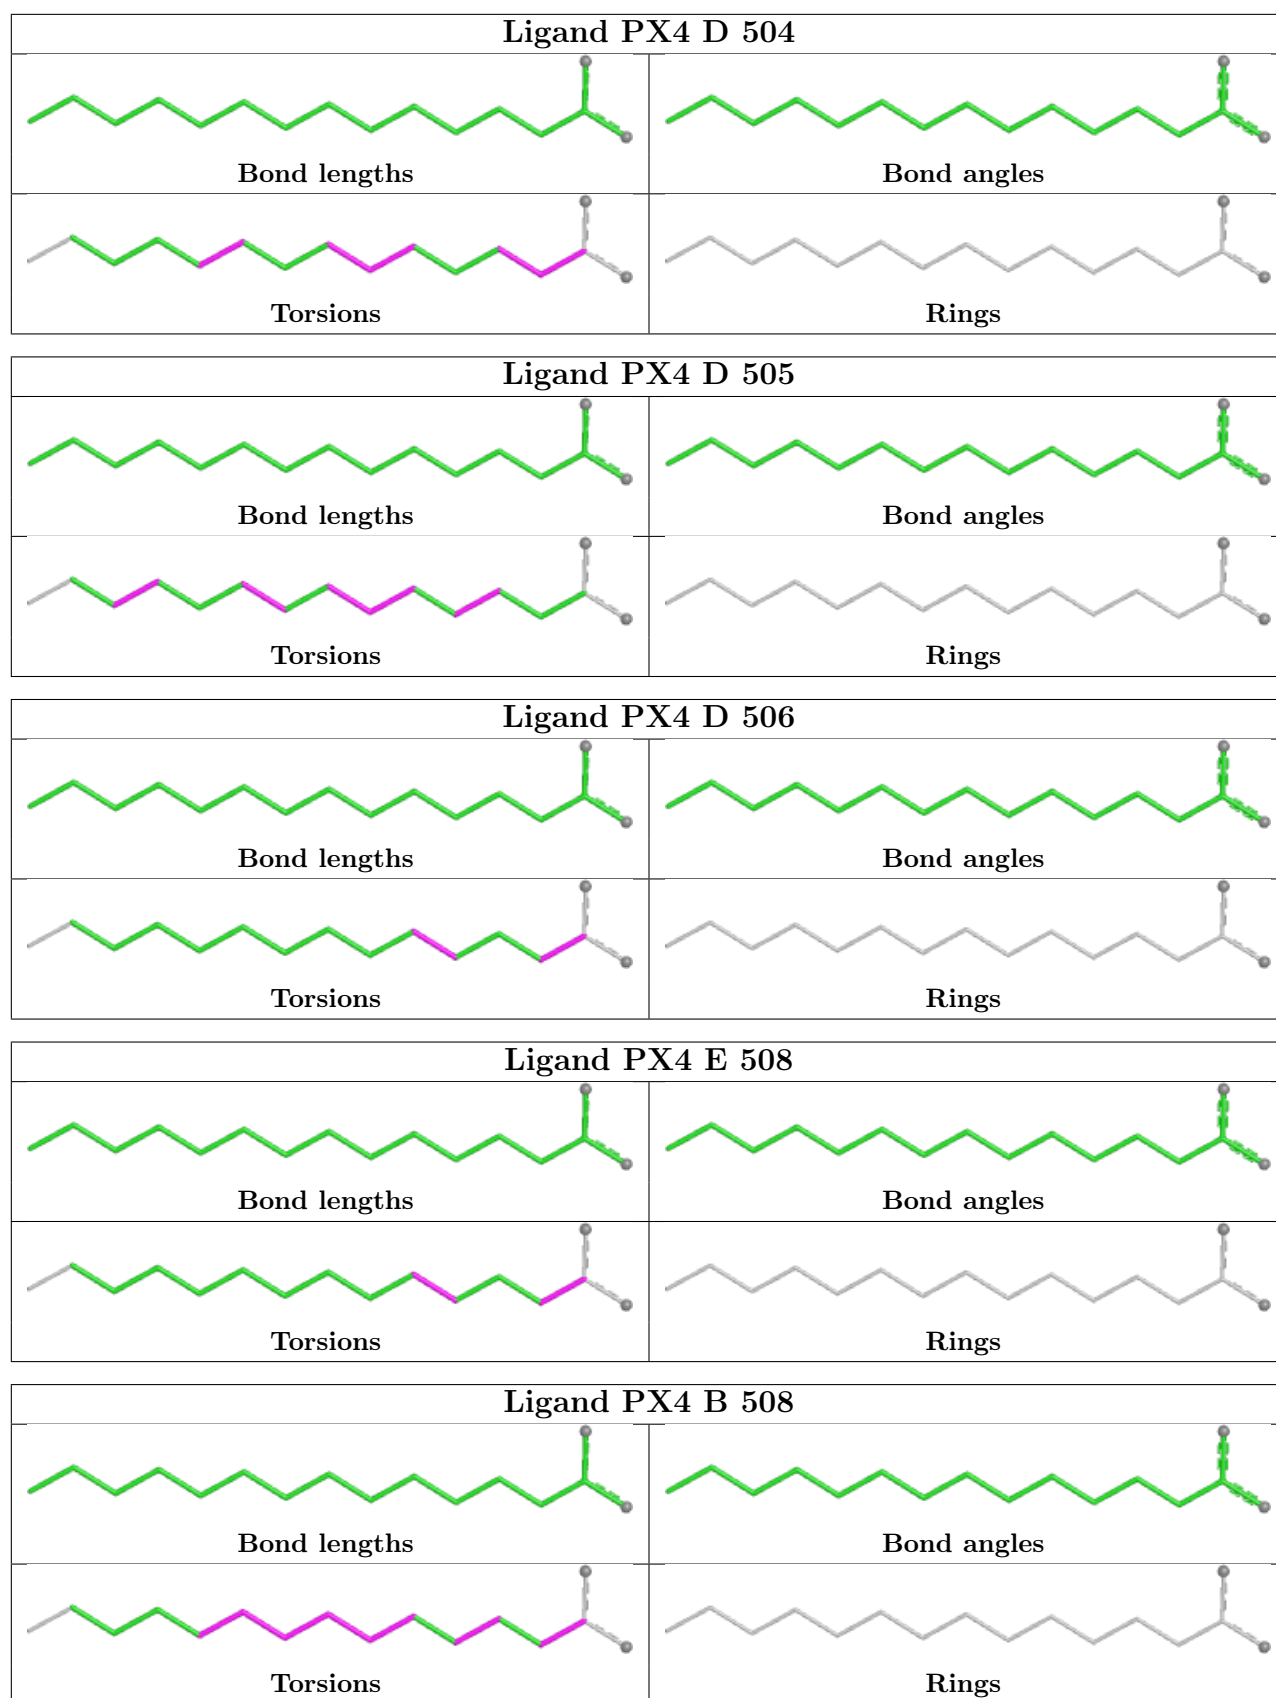 Ligand PX4 D 504
Bond lengths
Bond angles
Torsions
Rings
Ligand PX4 D 505
Bond lengths
Bond angles
Torsions
Rings
Ligand PX4 D 506
Bond lengths
Bond angles
Torsions
Rings
Ligand PX4 E 508
Bond lengths
Bond angles
Torsions
Rings
Ligand PX4 B 508
Bond lengths
Bond angles
Torsions
Rings